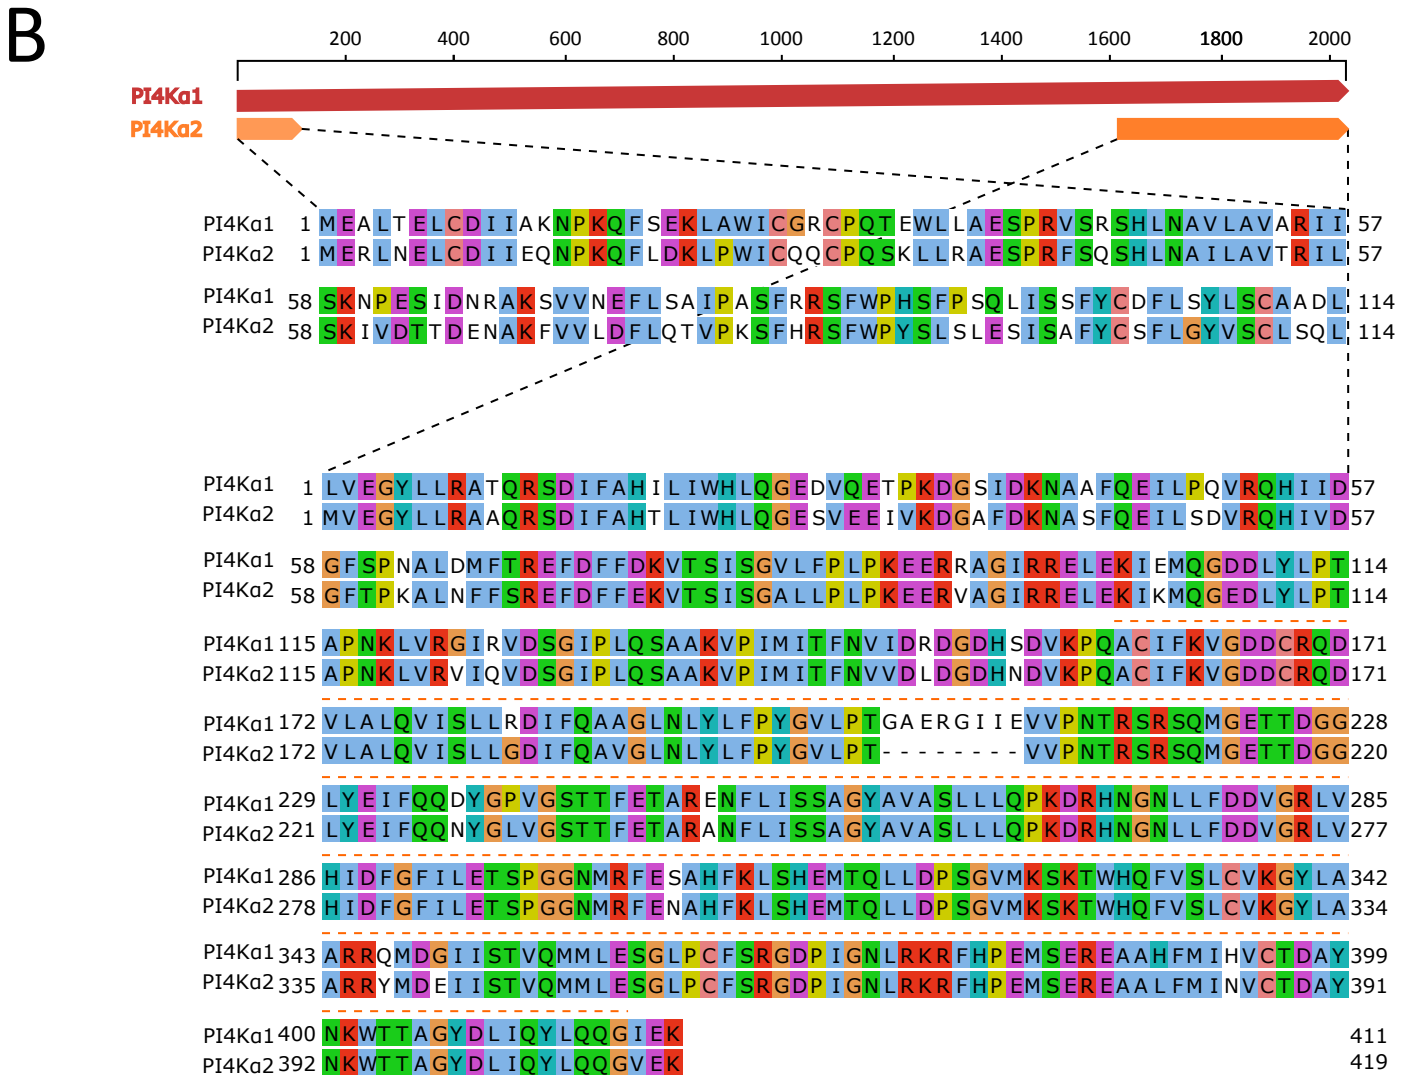 B
200 400 600 800 1000 1200 1400 1600 1800 2000
PI4Kα1
PI4Kα2
PI4Kα1 1 MEALTELCDIIAKNPKQFSEKLAWICGRCPQTEWLLAESPRVSRSHLNAVLAVARII 57
PI4Kα2 1 MERLNELCDIIEQNPKQFLDKLPWICQQCPQSKLLRAESPRFSQSHLNAILAVTRIL 57
PI4Kα1 58 SKNPESIDNRAKSVVNEFLSAIPASFRRSFWPHSFPSQLISSFYCDFLSYLSCAADL 114
PI4Kα2 58 SKIVDTTDENAKFVVLDFLQTVPKSFHRSFWPYSLSLESISAFYCSFLGYVSCLSQL 114
PI4Kα1 1 LVEGYLLRATQRSDIFAHILIWHLQGEDVQETPKDGSIDKNAAFQEILPQVRQHIID 57
PI4Kα2 1 MVEGYLLRAAQRSDIFAHTLIWHLQGESVEEIVKDGAFDKNASFQEILSDVRQHIVD 57
PI4Kα1 58 GFSPNALDMFTREFDFFDKVTSISGVLFPLPKEERRAGIRRELEKIEMQGDDLYLPT 114
PI4Kα2 58 GFTPKALNFFSREFDFFEKVTSISGALLPLPKEERVAGIRRELEKIKMQGEDLYLPT 114
PI4Kα1 115 APNKLVRGIRVDSGIPLQSAAKVPIMITFNVIDRDGDHSDVKPQACIFKVGDDCRQD 171
PI4Kα2 115 APNKLVRVIQVDSGIPLQSAAKVPIMITFNVVDLDGDHNDVKPQACIFKVGDDCRQD 171
PI4Kα1 172 VLALQVISLLRDIFQAAGLNLYLFPYGVLPTGAERGIIEVVPNTRSRSQMGETTDGG 228
PI4Kα2 172 VLALQVISLLGDIFQAVGLNLYLFPYGVLPT--------VVPNTRSRSQMGETTDGG 220
PI4Kα1 229 LYEIFQQDYGPVGSTTFETARENFLISSAGYAVASLLLQPKDRHNGNLLFDDVGRLV 285
PI4Kα2 221 LYEIFQQNYGLVGSTTFETARANFLISSAGYAVASLLLQPKDRHNGNLLFDDVGRLV 277
PI4Kα1 286 HIDFGFILETSPGGNMRFESAHFKLSHEMTQLLDPSGVMKSKTWHQFVSLCVKGYLA 342
PI4Kα2 278 HIDFGFILETSPGGNMRFENAHFKLSHEMTQLLDPSGVMKSKTWHQFVSLCVKGYLA 334
PI4Kα1 343 ARRQMDGIISTVQMMLESGLPCFSRGDPIGNLRKRFHPEMSEREAAHFMIHVCTDAY 399
PI4Kα2 335 ARRYMDEIISTVQMMLESGLPCFSRGDPIGNLRKRFHPEMSEREAALFMINVCTDAY 391
PI4Kα1 400 NKWTTAGYDLIQYLQQGIEK 411
PI4Kα2 392 NKWTTAGYDLIQYLQQGVEK 419